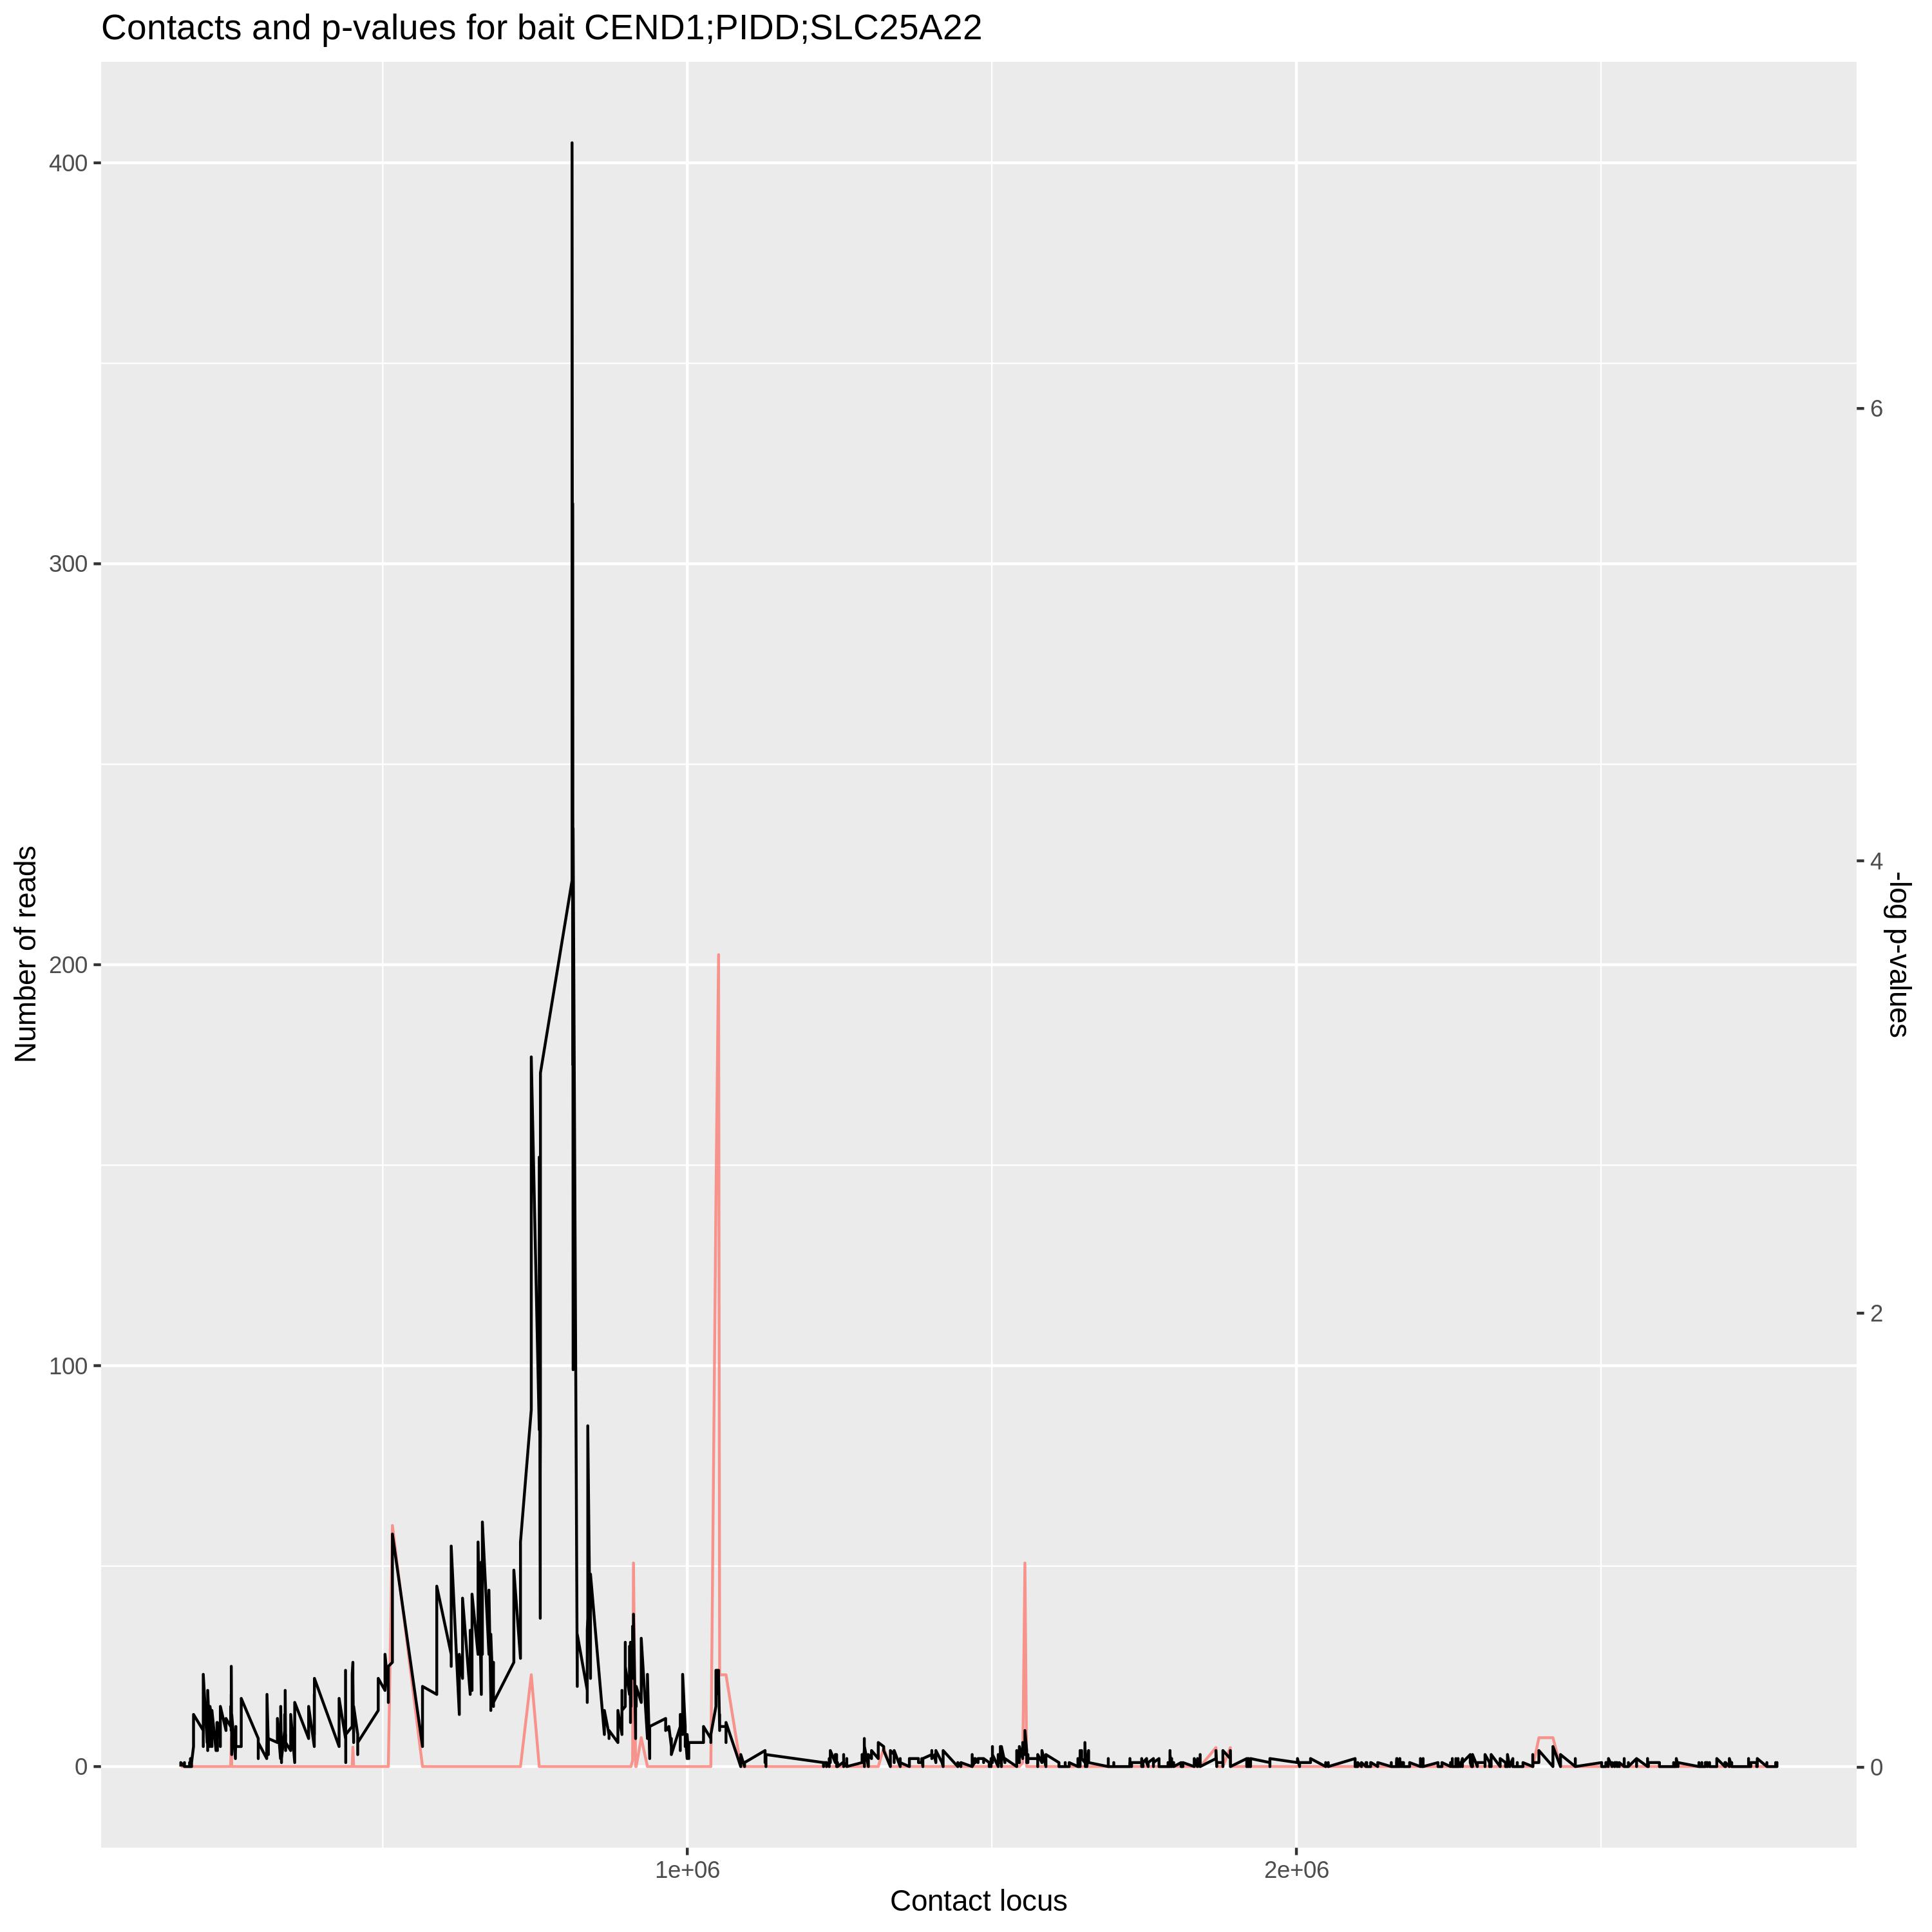 Contacts and p-values for bait CEND1;PIDD;SLC25A22
400
300
200
100
0
Number of reads
6
4
2
0
-log p-values
1e+06
2e+06
Contact locus